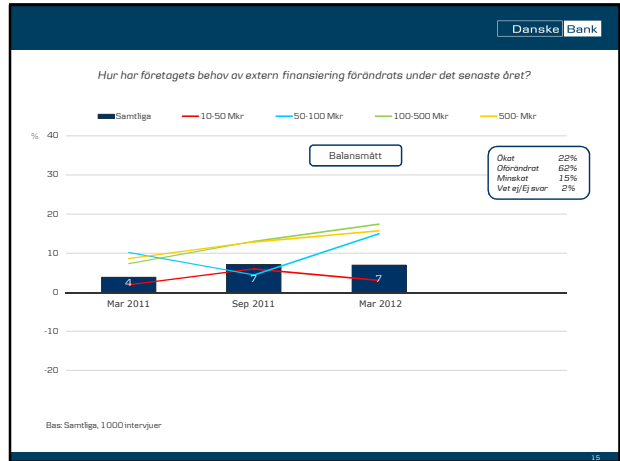 Danske Bank
Hur har företagets behov av extern finansiering förändrats under det senaste året?
Samtliga 10-50 Mkr 50-100 Mkr 100-500 Mkr 500- Mkr
% 40
Balansmått
Ökat 22%
Oförändrat 62%
Minskat 15%
Vet ej/Ej svar 2%
30
20
10
4 7 7
0
Mar 2011 Sep 2011 Mar 2012
-10
-20
Bas: Samtliga, 1000 intervjuer
15